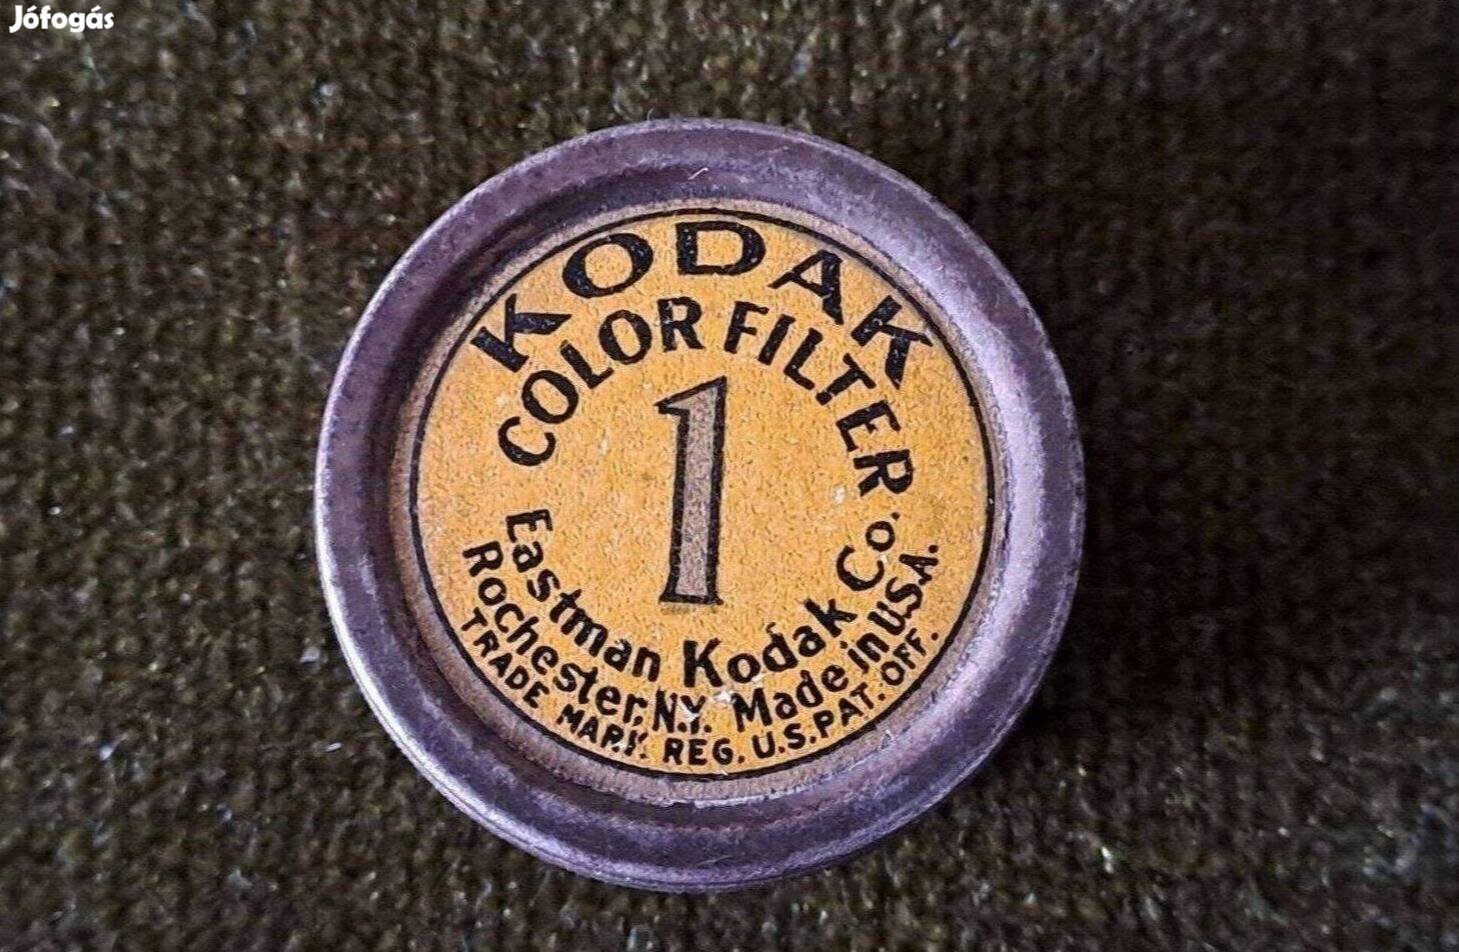 Jófogás
KODAK
COLOR FILTER
1
Eastman Kodak Co.
Rochester, N.Y. Made in U.S.A.
TRADE MARK REG. U.S. PAT. OFF.